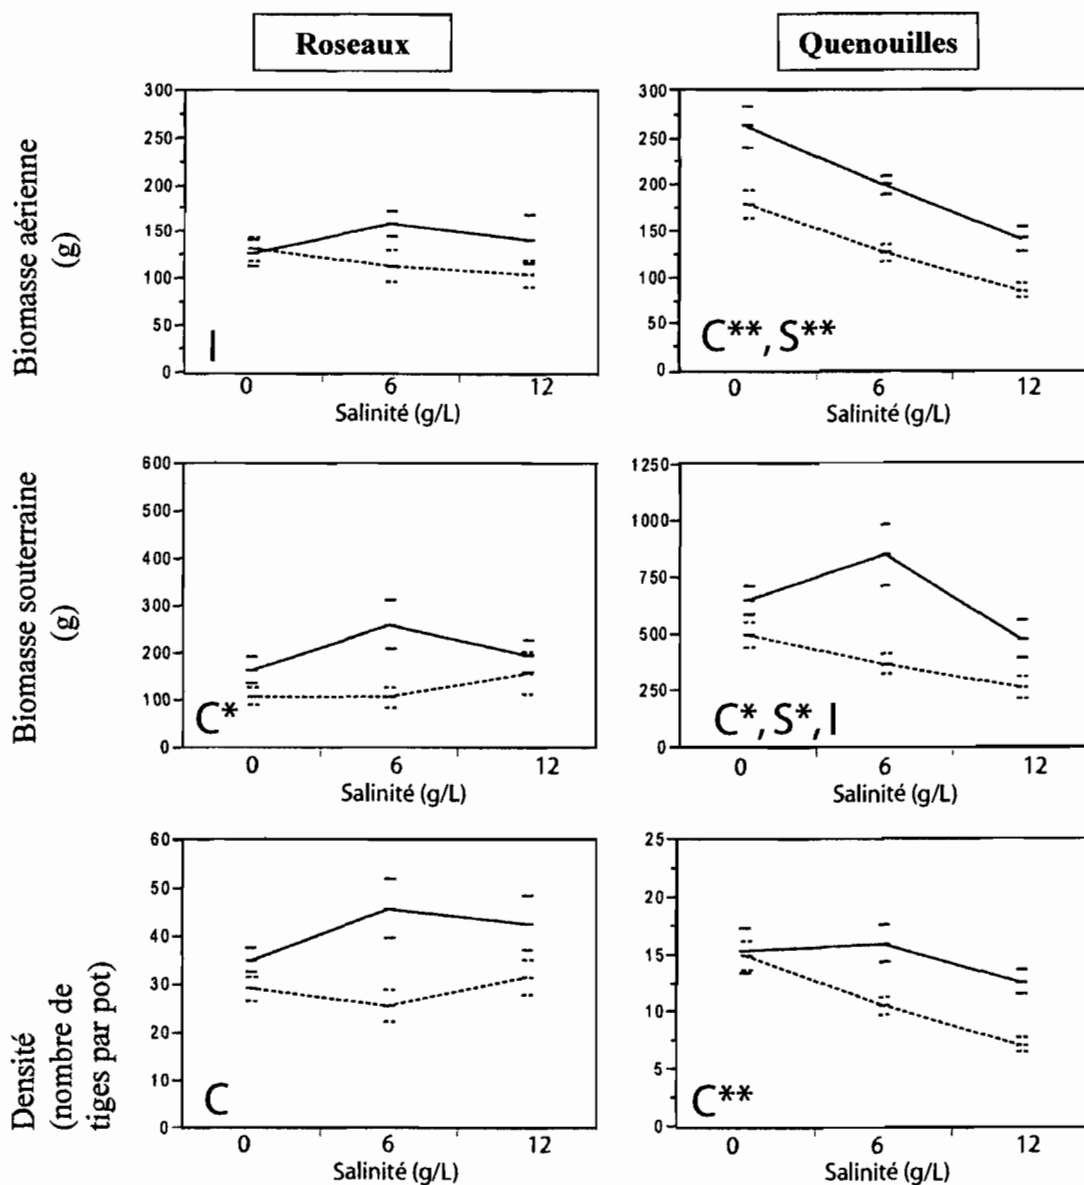 Roseaux
Quenouilles
Biomasse aérienne
(g)
300
250
200
150
100
50
0
I
0 6 12
Salinité (g/L)
300
250
200
150
100
50
0
C**, S**
0 6 12
Salinité (g/L)
Biomasse souterraine
(g)
600
500
400
300
200
100
0
C*
0 6 12
Salinité (g/L)
1250
1000
750
500
250
0
C*, S*, I
0 6 12
Salinité (g/L)
Densité
(nombre de
tiges par pot)
60
50
40
30
20
10
0
C
0 6 12
Salinité (g/L)
25
20
15
10
5
0
C**
0 6 12
Salinité (g/L)